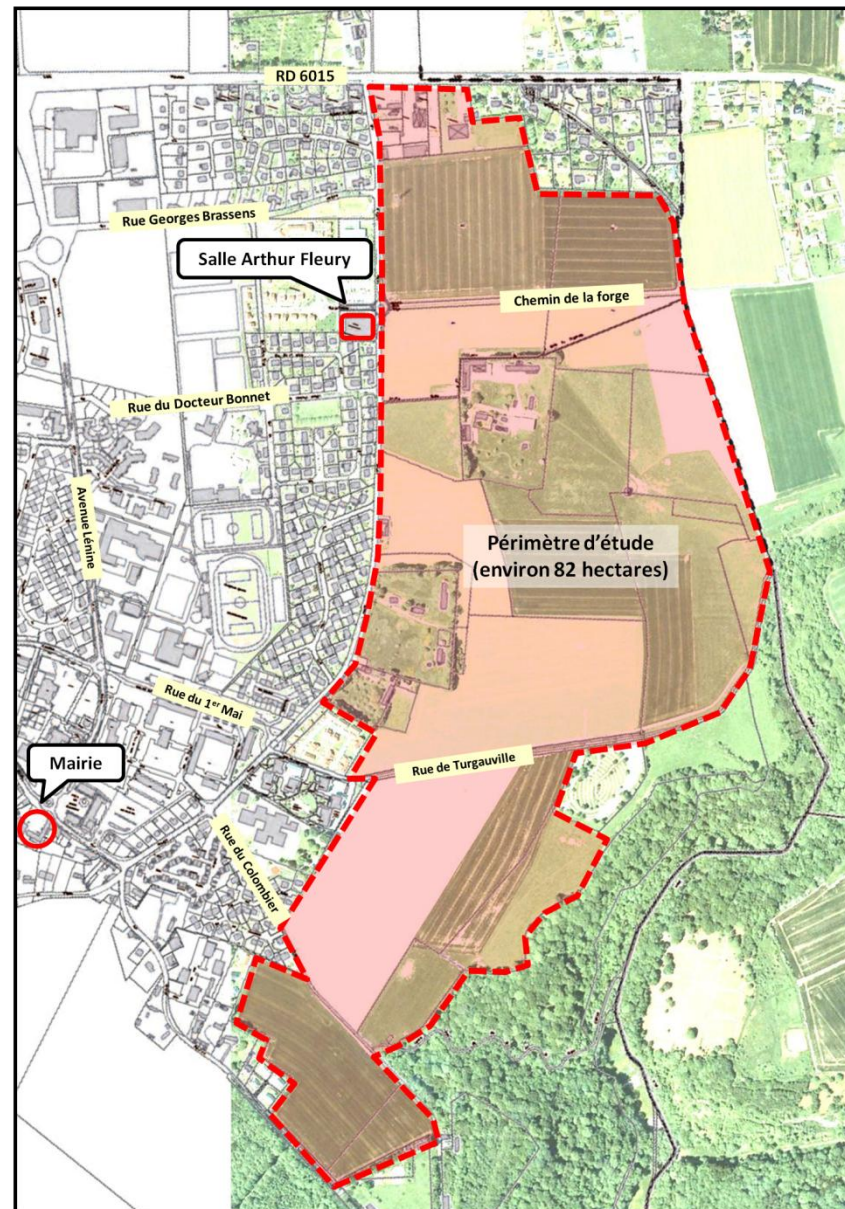 RD 6015
Rue Georges Brassens
Salle Arthur Fleury
Chemin de la forge
Rue du Docteur Bonnet
Avenue Lénine
Périmètre d'étude
(environ 82 hectares)
Rue du 1er Mai
Mairie
Rue de Turgauville
Rue du Colombier